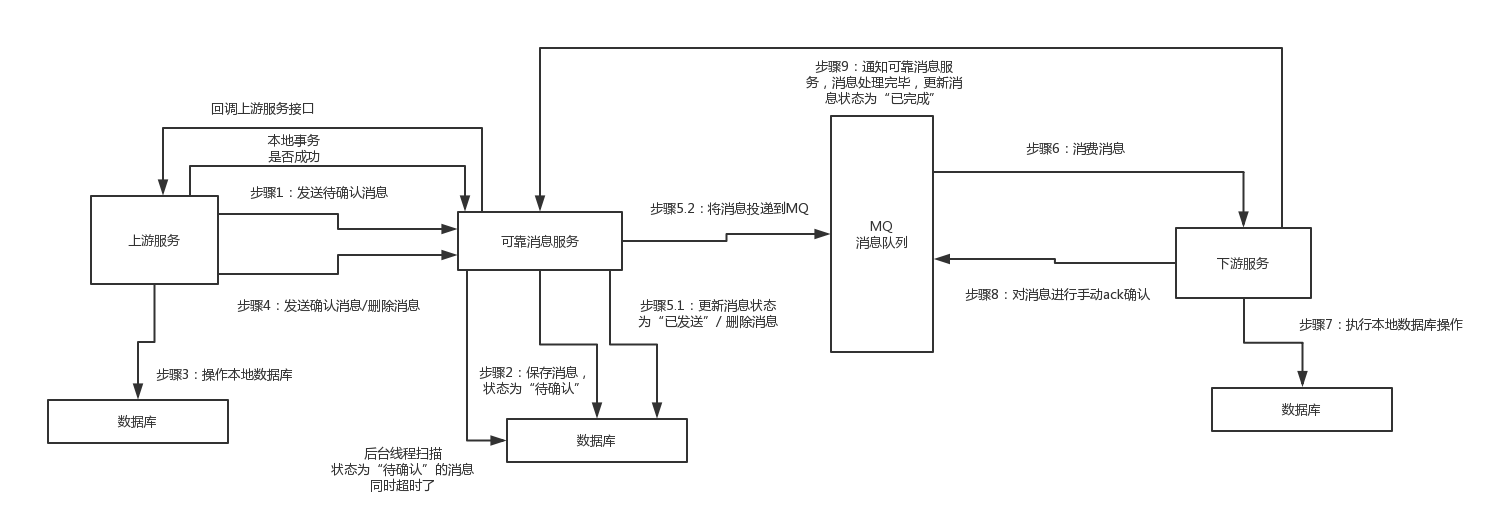 步骤9：通知可靠消息服
务，消息处理完毕，更新消
息状态为“已完成”
回调上游服务接口
本地事务
是否成功
步骤1：发送待确认消息
步骤6：消费消息
步骤5.2：将消息投递到MQ
上游服务
可靠消息服务
MQ
消息队列
下游服务
步骤4：发送确认消息/删除消息
步骤5.1：更新消息状态
为“已发送”/ 删除消息
步骤8：对消息进行手动ack确认
步骤7：执行本地数据库操作
步骤3：操作本地数据库
步骤2：保存消息，
状态为“待确认”
数据库
数据库
数据库
后台线程扫描
状态为“待确认”的消息
同时超时了